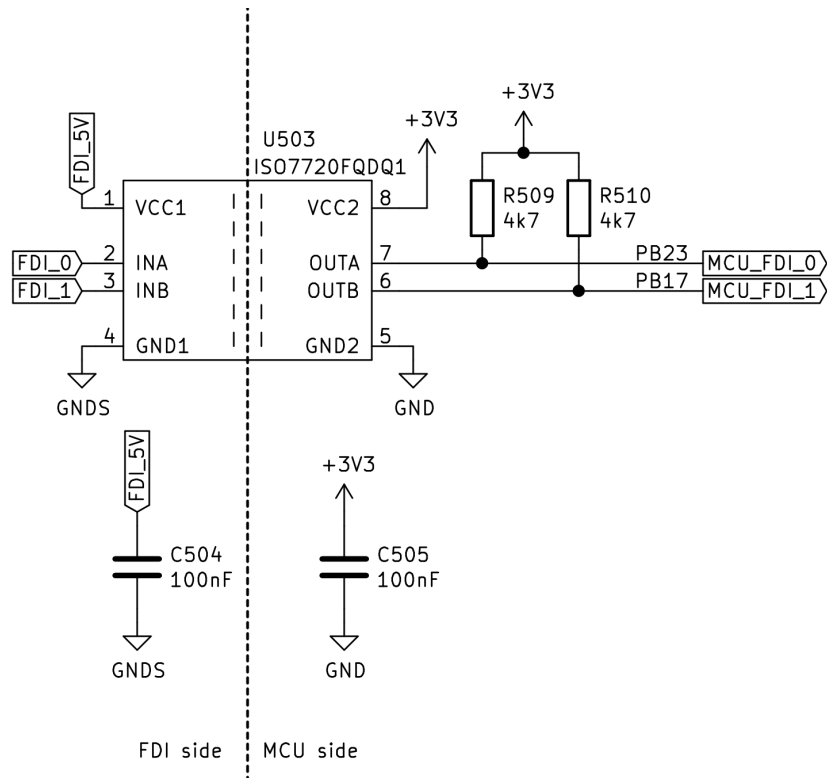 +3V3
+3V3
FDI_5V
U503
ISO7720FQDQ1
1
VCC1
VCC2
8
R509
4k7
R510
4k7
FDI_0
2
INA
OUTA
7
PB23
MCU_FDI_0
FDI_1
3
INB
OUTB
6
PB17
MCU_FDI_1
4
GND1
GND2
5
GNDS
GND
FDI_5V
+3V3
C504
100nF
C505
100nF
GNDS
GND
FDI side
MCU side